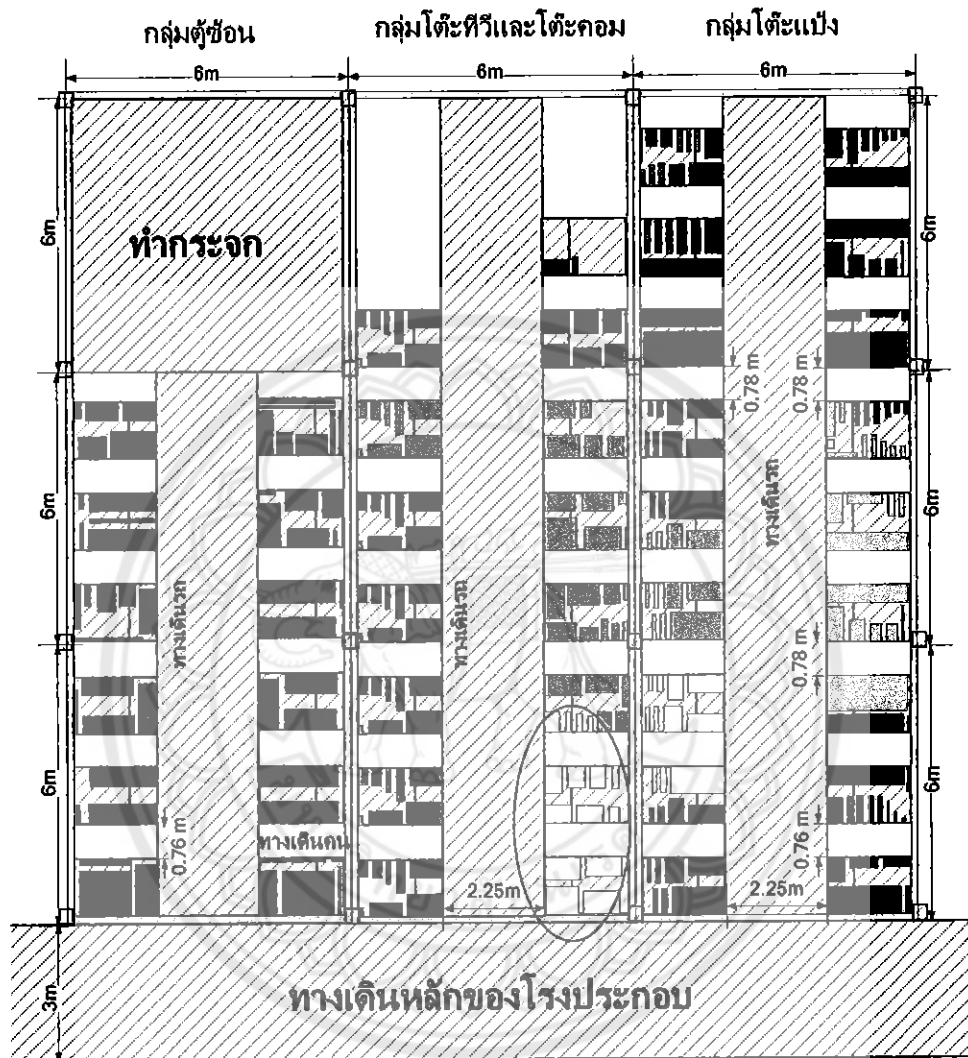 กลุ่มตู้ซ้อน
กลุ่มโต๊ะทีวีและโต๊ะคอม
กลุ่มโต๊ะแป้ง
6m
6m
6m
6m
ทำกระจก
6m
0.78 m
0.78 m
6m
ทางเดินรถ
ทางเดินรถ
ทางเดินรถ
6m
0.78 m
6m
0.76 m
ทางเดินคน
0.76 m
6m
2.25m
2.25m
3m
ทางเดินหลักของโรงประกอบ